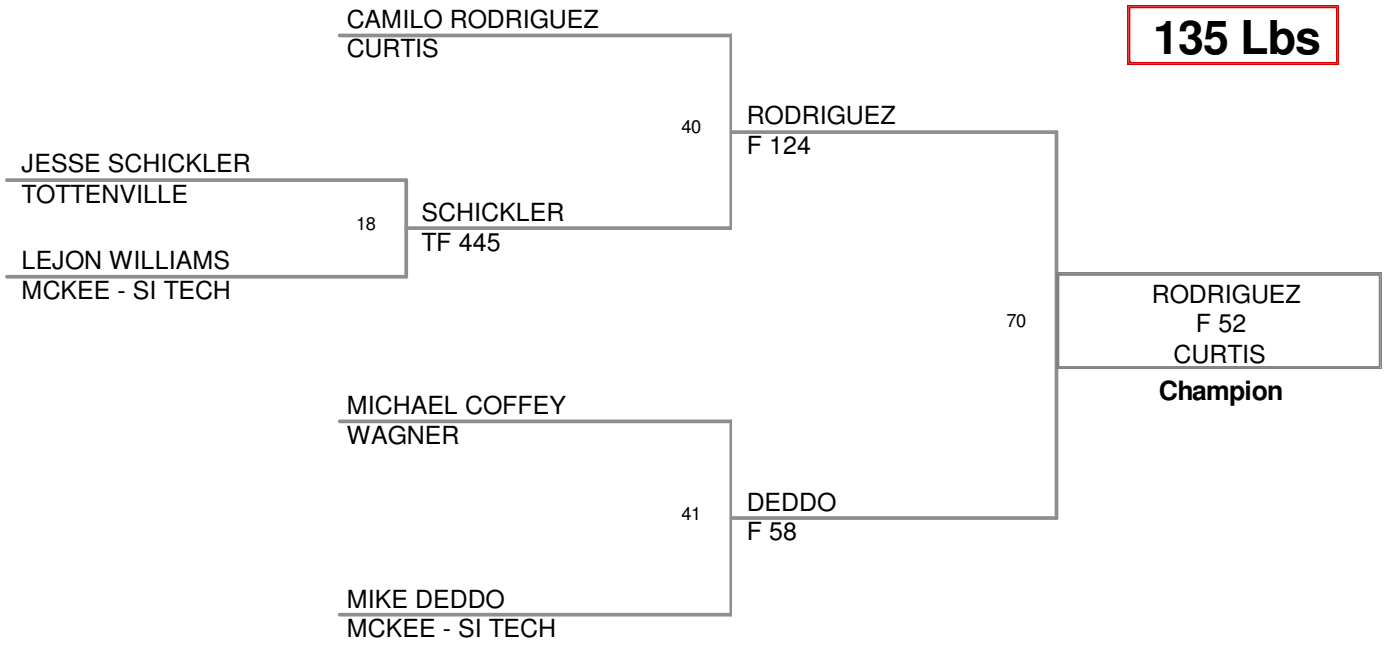 CAMILO RODRIGUEZ
CURTIS
135 Lbs
40
RODRIGUEZ
F 124
JESSE SCHICKLER
TOTTENVILLE
18
SCHICKLER
TF 445
LEJON WILLIAMS
MCKEE - SI TECH
70
RODRIGUEZ
F 52
CURTIS
Champion
MICHAEL COFFEY
WAGNER
41
DEDDO
F 58
MIKE DEDDO
MCKEE - SI TECH